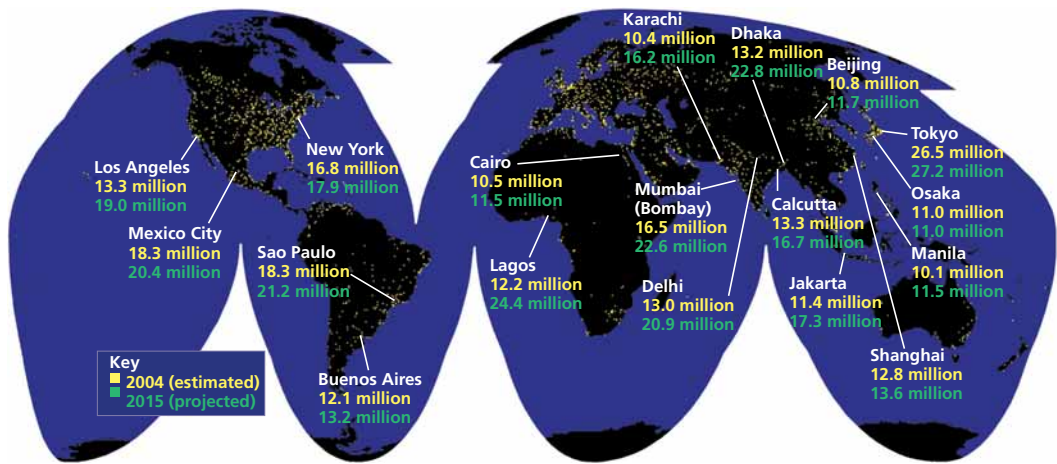 Karachi
10.4 million
16.2 million
Dhaka
13.2 million
22.8 million
Beijing
10.8 million
11.7 million
Los Angeles
13.3 million
19.0 million
New York
16.8 million
17.9 million
Mexico City
18.3 million
20.4 million
Sao Paulo
18.3 million
21.2 million
Buenos Aires
12.1 million
13.2 million
Cairo
10.5 million
11.5 million
Lagos
12.2 million
24.4 million
Mumbai
(Bombay)
16.5 million
22.6 million
Delhi
13.0 million
20.9 million
Calcutta
13.3 million
16.7 million
Jakarta
11.4 million
17.3 million
Tokyo
26.5 million
27.2 million
Osaka
11.0 million
11.0 million
Manila
10.1 million
11.5 million
Shanghai
12.8 million
13.6 million
Key
2004 (estimated)
2015 (projected)